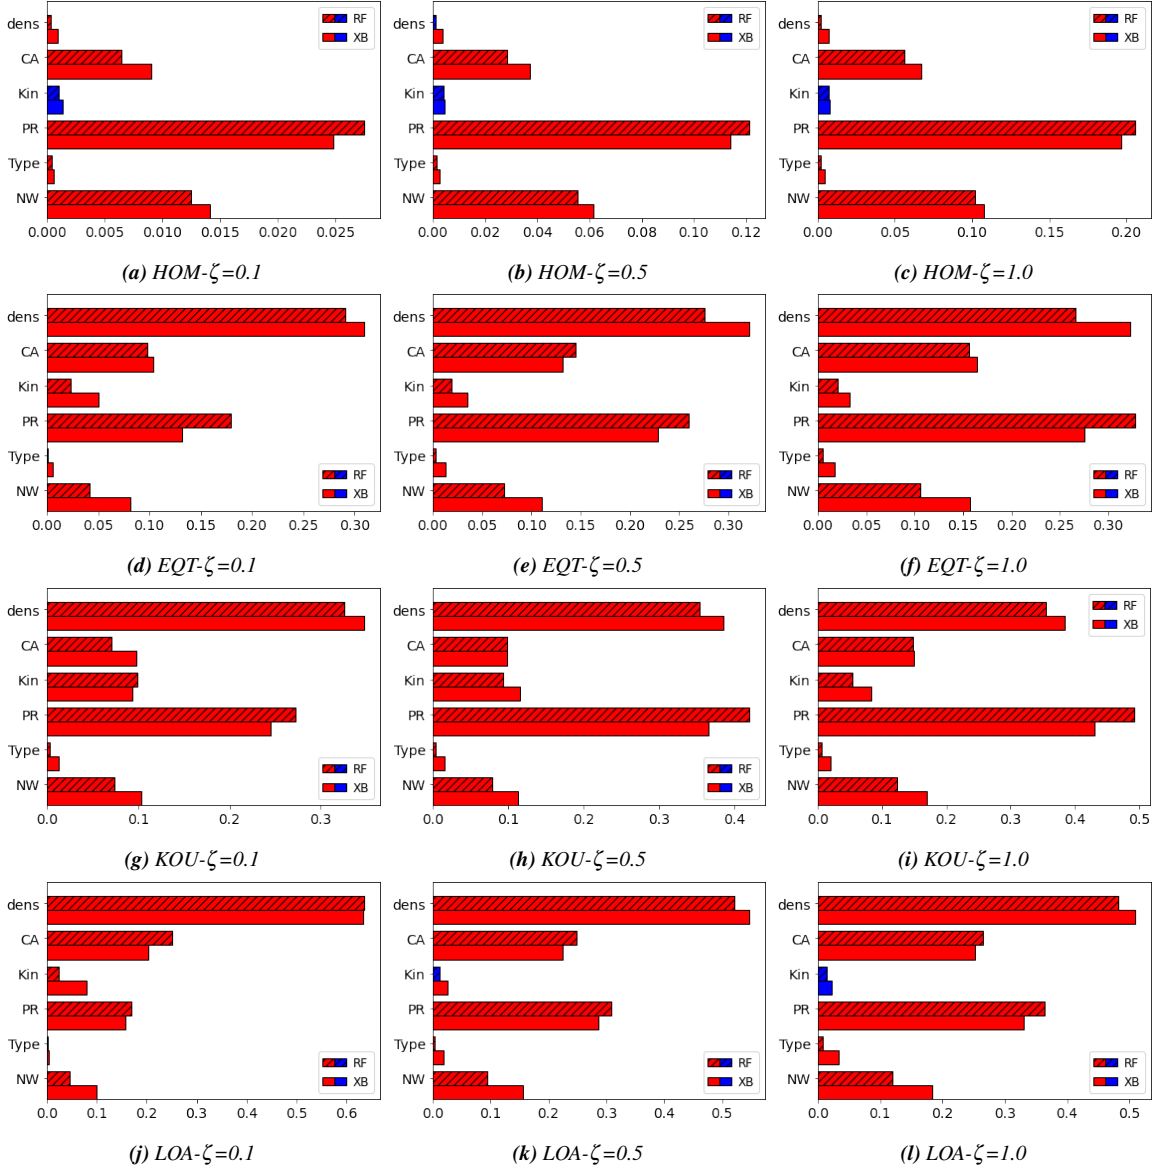 dens
CA
Kin
PR
Type
NW
RF
XB
0.000 0.005 0.010 0.015 0.020 0.025
(a) HOM-ζ=0.1
dens
CA
Kin
PR
Type
NW
RF
XB
0.00 0.02 0.04 0.06 0.08 0.10 0.12
(b) HOM-ζ=0.5
dens
CA
Kin
PR
Type
NW
RF
XB
0.00 0.05 0.10 0.15 0.20
(c) HOM-ζ=1.0
dens
CA
Kin
PR
Type
NW
RF
XB
0.00 0.05 0.10 0.15 0.20 0.25 0.30
(d) EQT-ζ=0.1
dens
CA
Kin
PR
Type
NW
RF
XB
0.00 0.05 0.10 0.15 0.20 0.25 0.30
(e) EQT-ζ=0.5
dens
CA
Kin
PR
Type
NW
RF
XB
0.00 0.05 0.10 0.15 0.20 0.25 0.30
(f) EQT-ζ=1.0
dens
CA
Kin
PR
Type
NW
RF
XB
0.0 0.1 0.2 0.3
(g) KOU-ζ=0.1
dens
CA
Kin
PR
Type
NW
RF
XB
0.0 0.1 0.2 0.3 0.4
(h) KOU-ζ=0.5
dens
CA
Kin
PR
Type
NW
RF
XB
0.0 0.1 0.2 0.3 0.4 0.5
(i) KOU-ζ=1.0
dens
CA
Kin
PR
Type
NW
RF
XB
0.0 0.1 0.2 0.3 0.4 0.5 0.6
(j) LOA-ζ=0.1
dens
CA
Kin
PR
Type
NW
RF
XB
0.0 0.1 0.2 0.3 0.4 0.5
(k) LOA-ζ=0.5
dens
CA
Kin
PR
Type
NW
RF
XB
0.0 0.1 0.2 0.3 0.4 0.5
(l) LOA-ζ=1.0